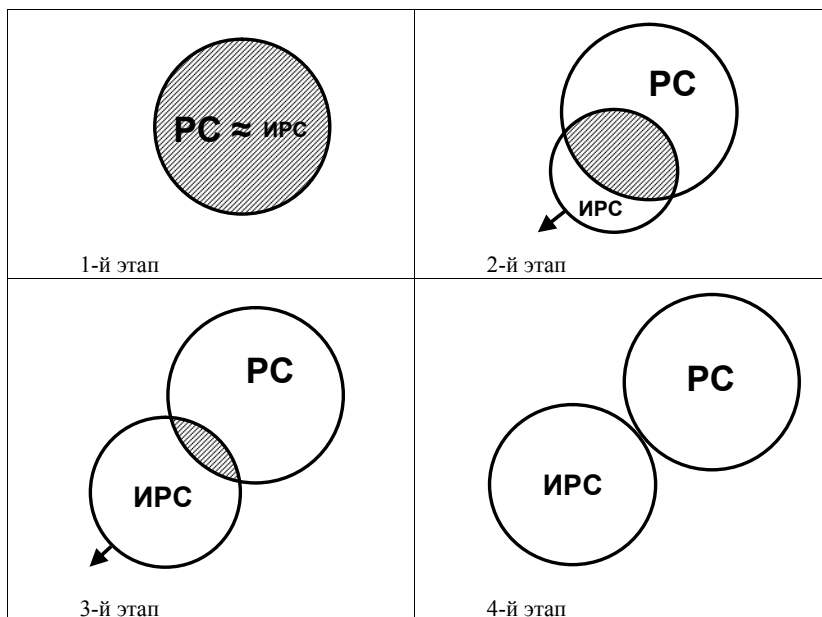 РС ≈ ИРС
1-й этап
РС
ИРС
2-й этап
РС
ИРС
3-й этап
РС
ИРС
4-й этап